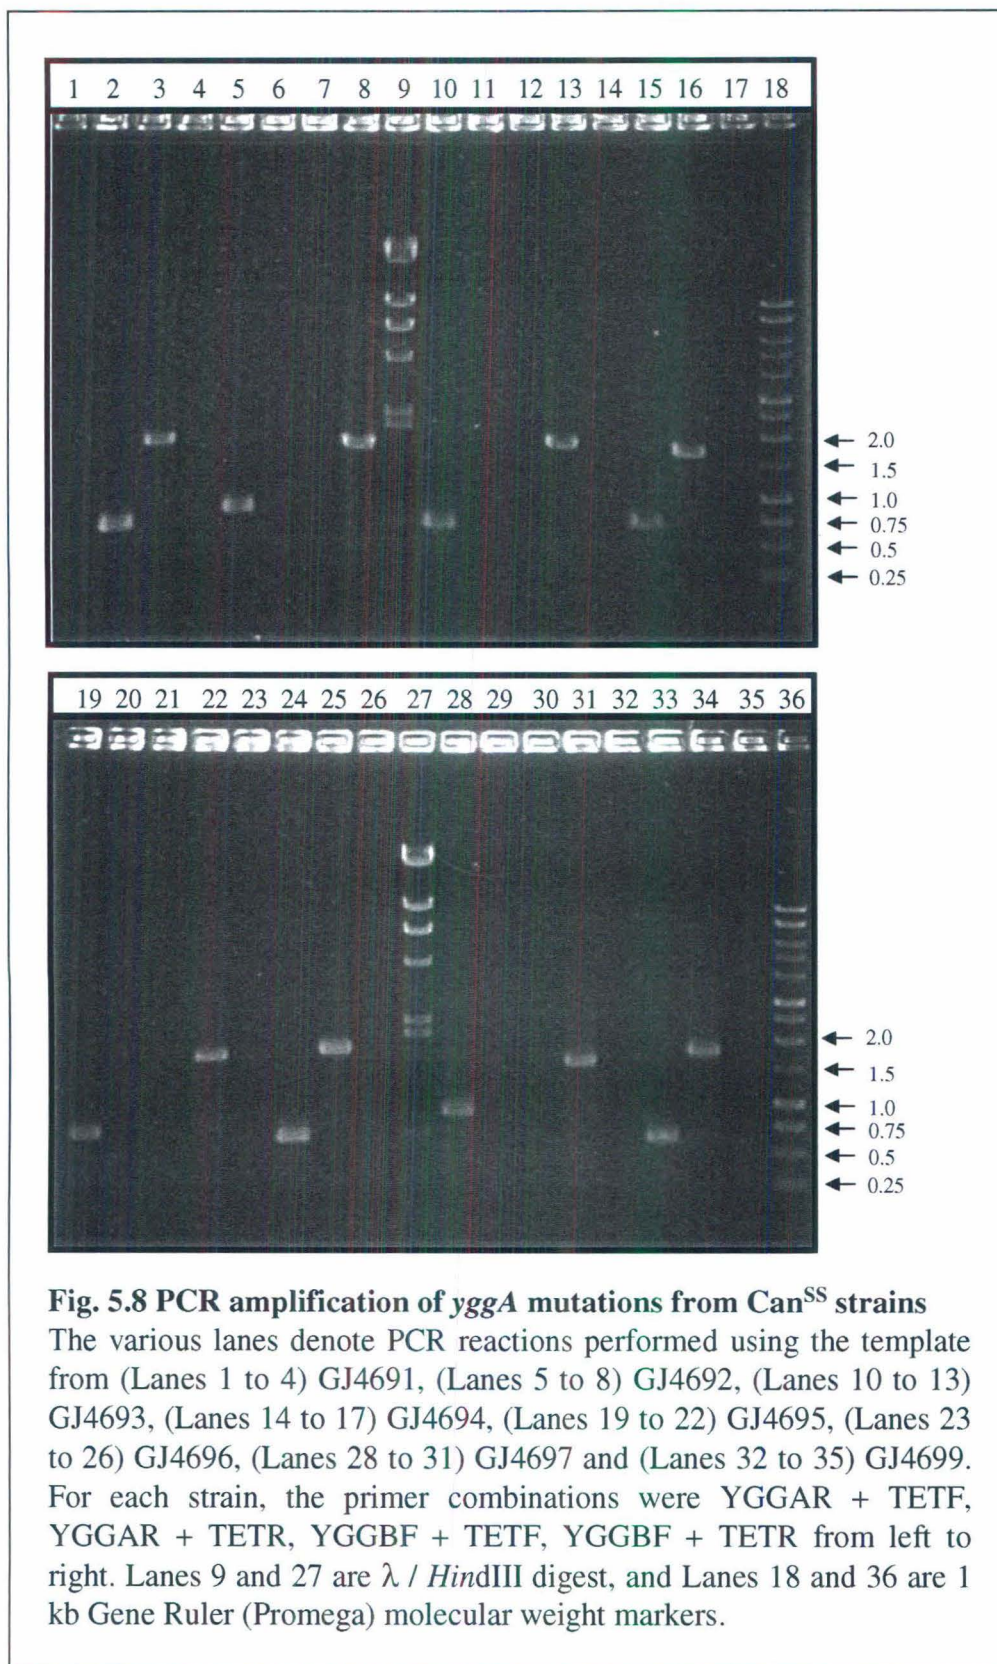 1 2 3 4 5 6 7 8 9 10 11 12 13 14 15 16 17 18
2.0
1.5
1.0
0.75
0.5
0.25
19 20 21 22 23 24 25 26 27 28 29 30 31 32 33 34 35 36
2.0
1.5
1.0
0.75
0.5
0.25
Fig. 5.8 PCR amplification of yggA mutations from Can^SS strains
The various lanes denote PCR reactions performed using the template
from (Lanes 1 to 4) GJ4691, (Lanes 5 to 8) GJ4692, (Lanes 10 to 13)
GJ4693, (Lanes 14 to 17) GJ4694, (Lanes 19 to 22) GJ4695, (Lanes 23
to 26) GJ4696, (Lanes 28 to 31) GJ4697 and (Lanes 32 to 35) GJ4699.
For each strain, the primer combinations were YGGAR + TETF,
YGGAR + TETR, YGGBF + TETF, YGGBF + TETR from left to
right. Lanes 9 and 27 are λ / HindIII digest, and Lanes 18 and 36 are 1
kb Gene Ruler (Promega) molecular weight markers.